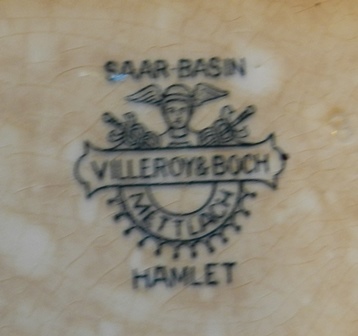 SAAR-BASIN
VILLEROY & BOCH
METTLACH
HAMLET